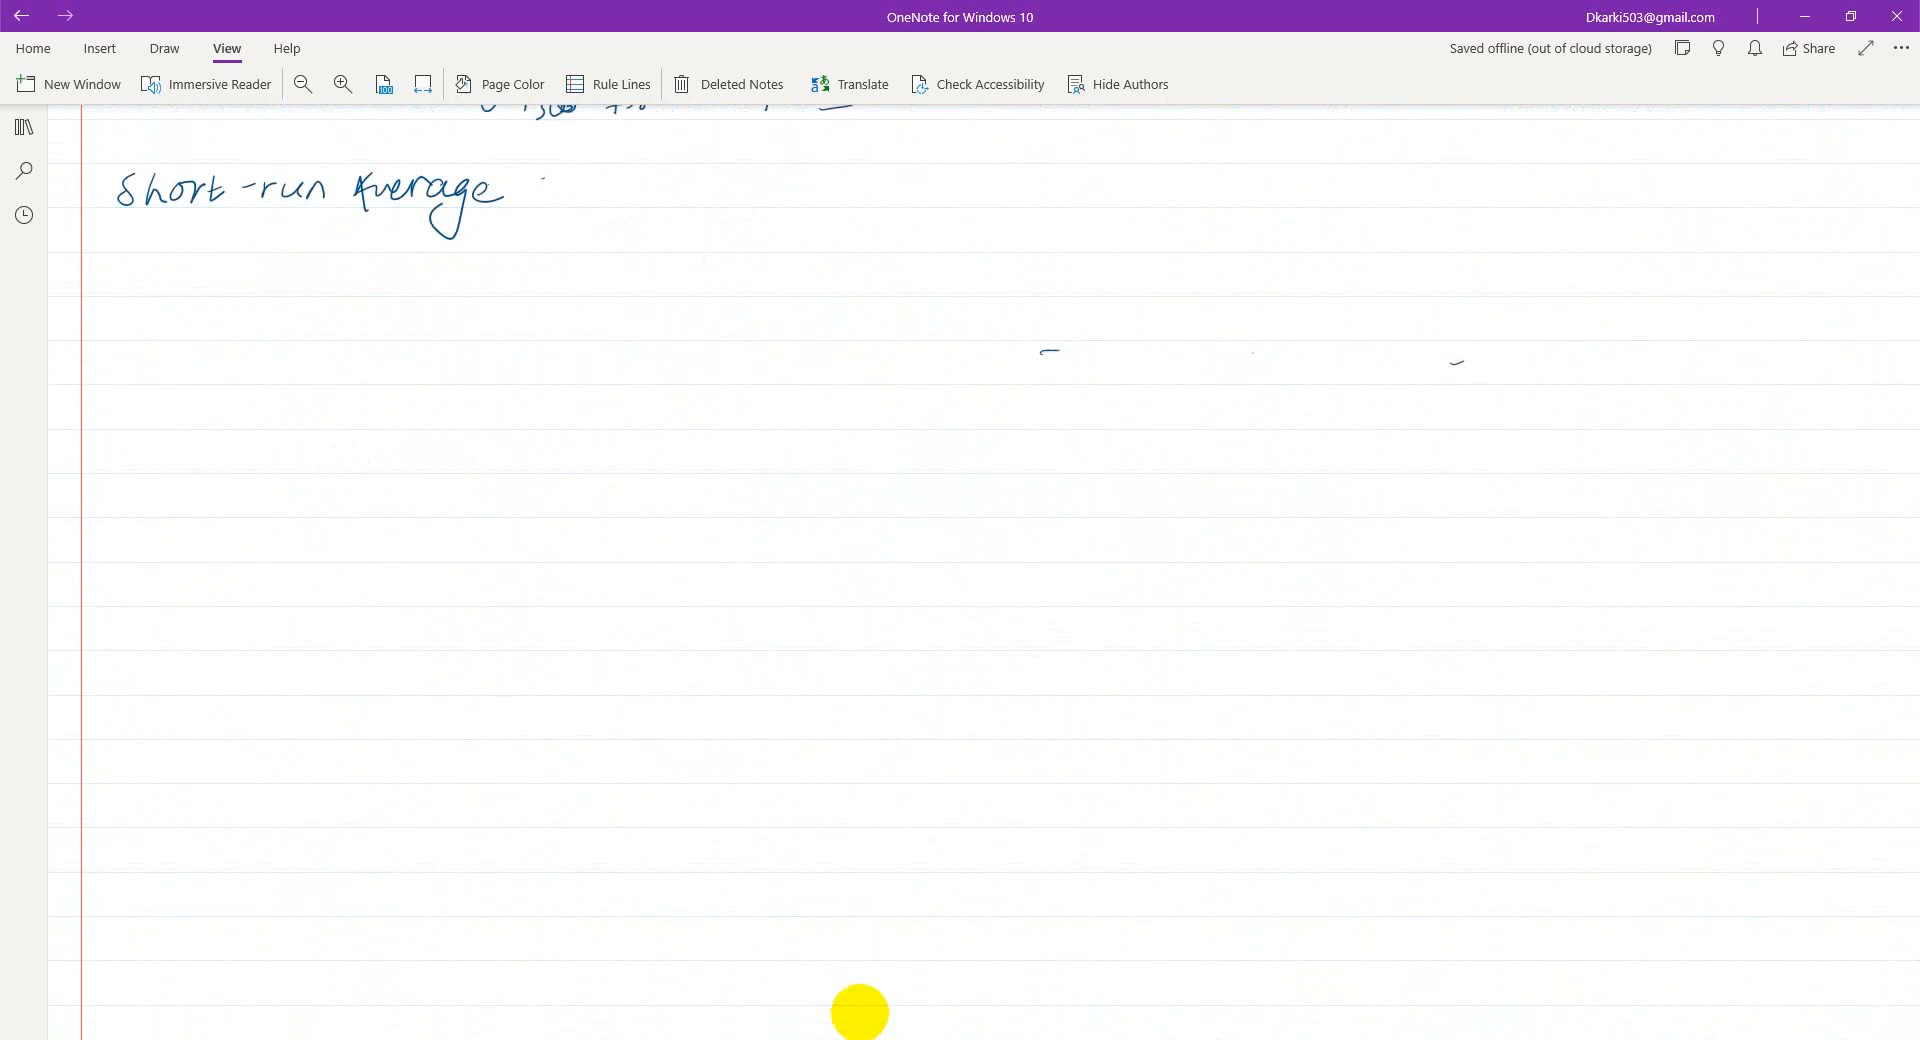 OneNote for Windows 10
Dkarki503@gmail.com
Home Insert Draw View Help
Saved offline (out of cloud storage) Share
New Window Immersive Reader 100 Page Color Rule Lines Deleted Notes Translate Check Accessibility Hide Authors
Short-run Average